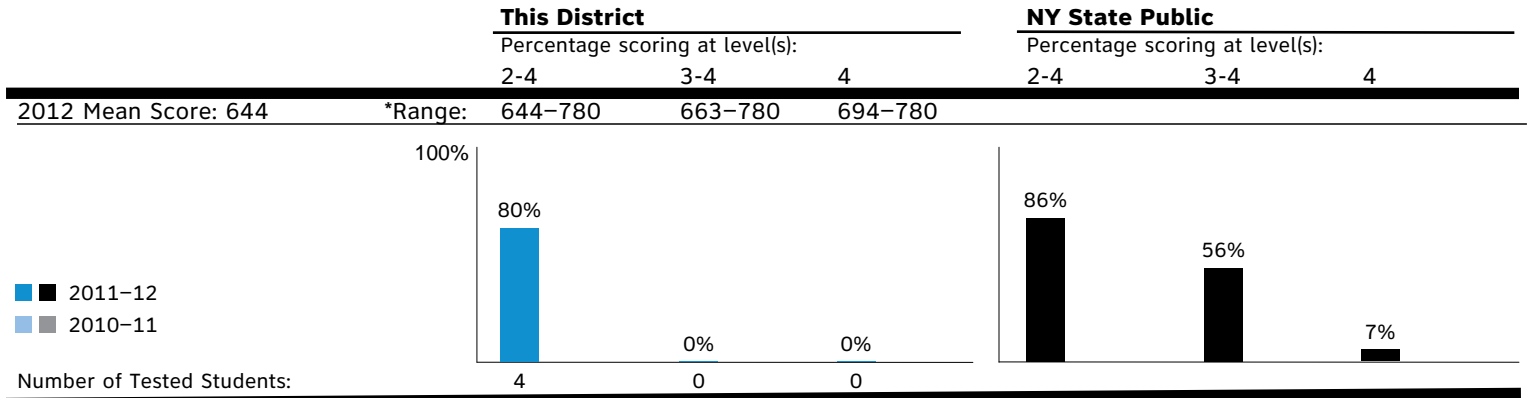 This District NY State Public
Percentage scoring at level(s): Percentage scoring at level(s):
2-4 3-4 4 2-4 3-4 4
2012 Mean Score: 644 *Range: 644–780 663–780 694–780
100%
80% 86%
56%
2011–12
0% 0% 7%
2010–11
Number of Tested Students: 4 0 0